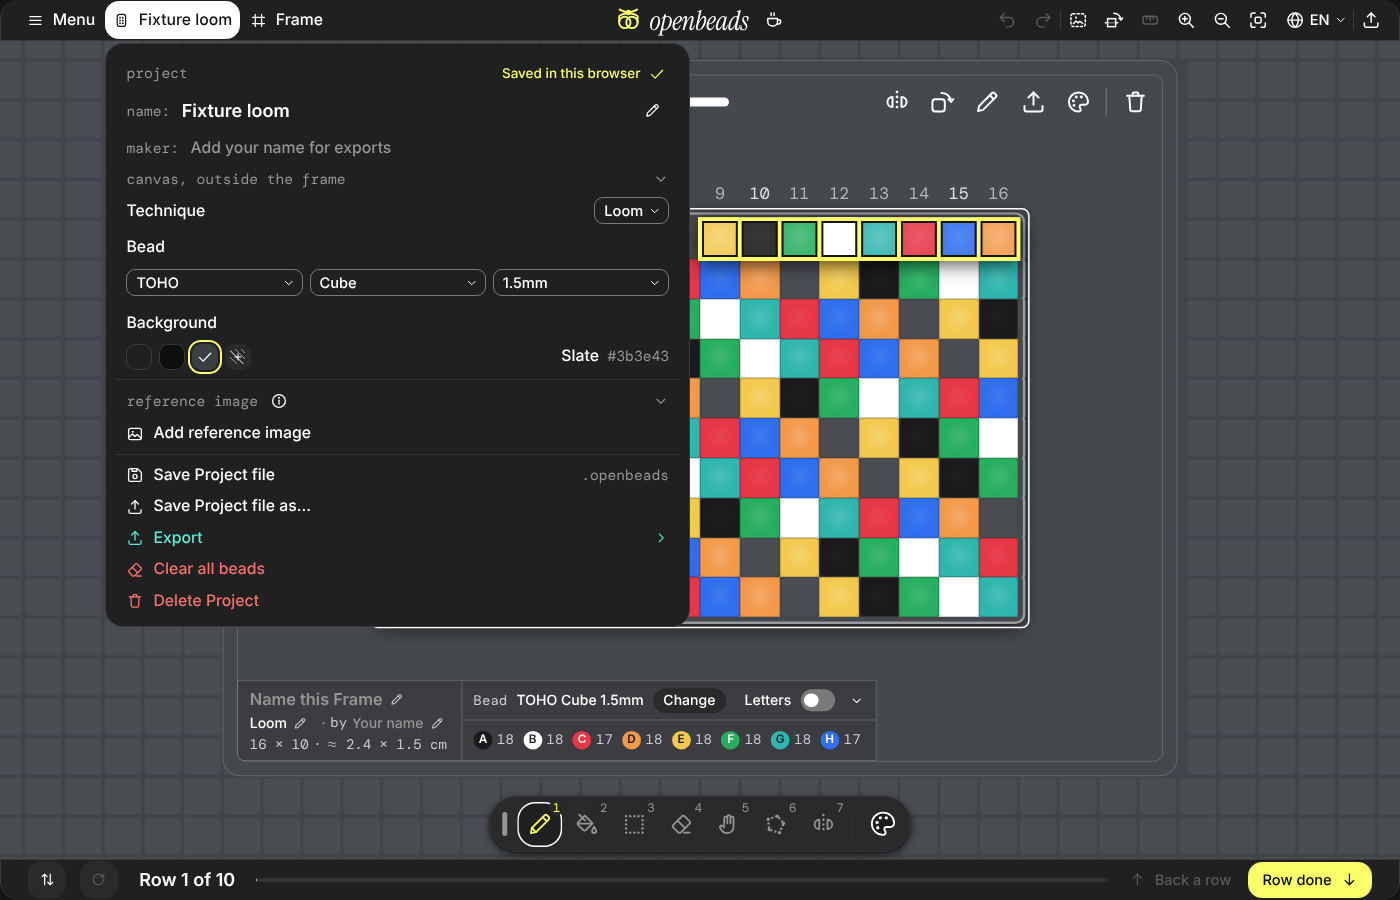 Menu
Fixture loom
Frame
openbeads
EN
project
Saved in this browser
name: Fixture loom
maker: Add your name for exports
canvas, outside the frame
Technique
Loom
Bead
TOHO
Cube
1.5mm
Background
Slate #3b3e43
reference image
Add reference image
Save Project file
.openbeads
Save Project file as...
Export
Clear all beads
Delete Project
9 10 11 12 13 14 15 16
Name this Frame
Loom · by Your name
16 × 10 · ≈ 2.4 × 1.5 cm
Bead TOHO Cube 1.5mm Change Letters
A 18 B 18 C 17 D 18 E 18 F 18 G 18 H 17
1 2 3 4 5 6 7
Row 1 of 10
Back a row
Row done